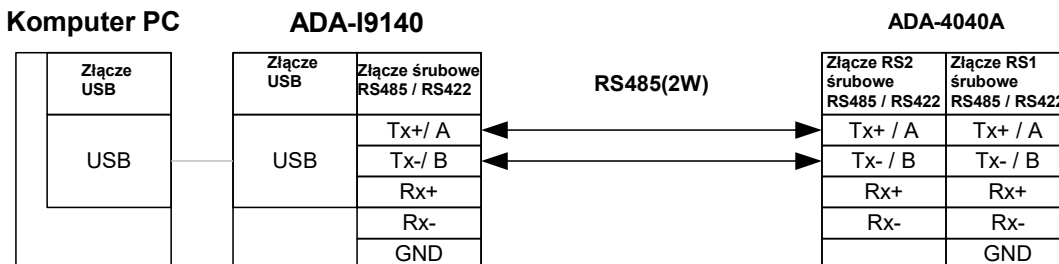 Komputer PC
ADA-I9140
ADA-4040A
Złącze
USB
Złącze
USB
Złącze śrubowe
RS485 / RS422
RS485(2W)
Złącze RS2
śrubowe
RS485 / RS422
Złącze RS1
śrubowe
RS485 / RS422
USB
USB
Tx+/ A
Tx-/ B
Rx+
Rx-
GND
Tx+ / A
Tx+ / A
Tx- / B
Tx- / B
Rx+
Rx+
Rx-
Rx-
GND